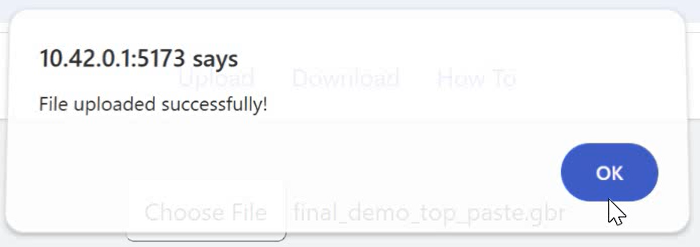 10.42.0.1:5173 says
Upload Download How To
File uploaded successfully!
OK
Choose File final_demo_top_paste.gbr